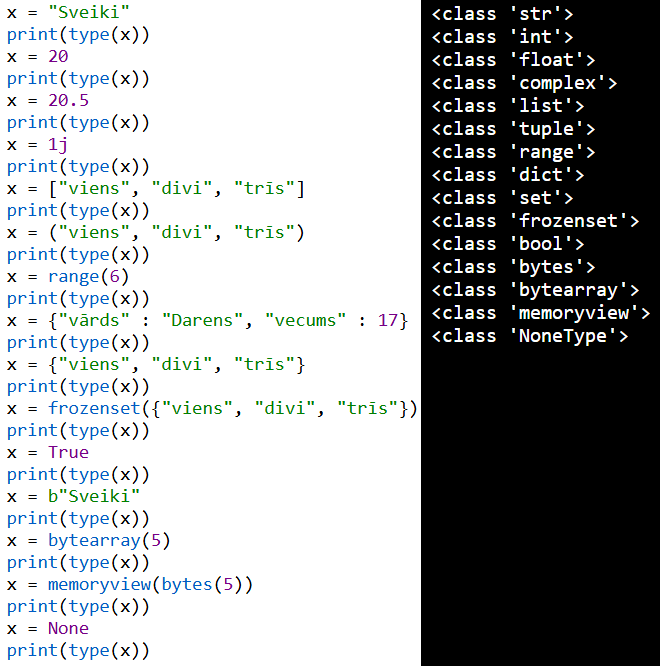 x = "Sveiki"
print(type(x))
x = 20
print(type(x))
x = 20.5
print(type(x))
x = 1j
print(type(x))
x = ["viens", "divi", "trīs"]
print(type(x))
x = ("viens", "divi", "trīs")
print(type(x))
x = range(6)
print(type(x))
x = {"vārds" : "Darens", "vecums" : 17}
print(type(x))
x = {"viens", "divi", "trīs"}
print(type(x))
x = frozenset({"viens", "divi", "trīs"})
print(type(x))
x = True
print(type(x))
x = b"Sveiki"
print(type(x))
x = bytearray(5)
print(type(x))
x = memoryview(bytes(5))
print(type(x))
x = None
print(type(x))
<class 'str'>
<class 'int'>
<class 'float'>
<class 'complex'>
<class 'list'>
<class 'tuple'>
<class 'range'>
<class 'dict'>
<class 'set'>
<class 'frozenset'>
<class 'bool'>
<class 'bytes'>
<class 'bytearray'>
<class 'memoryview'>
<class 'NoneType'>